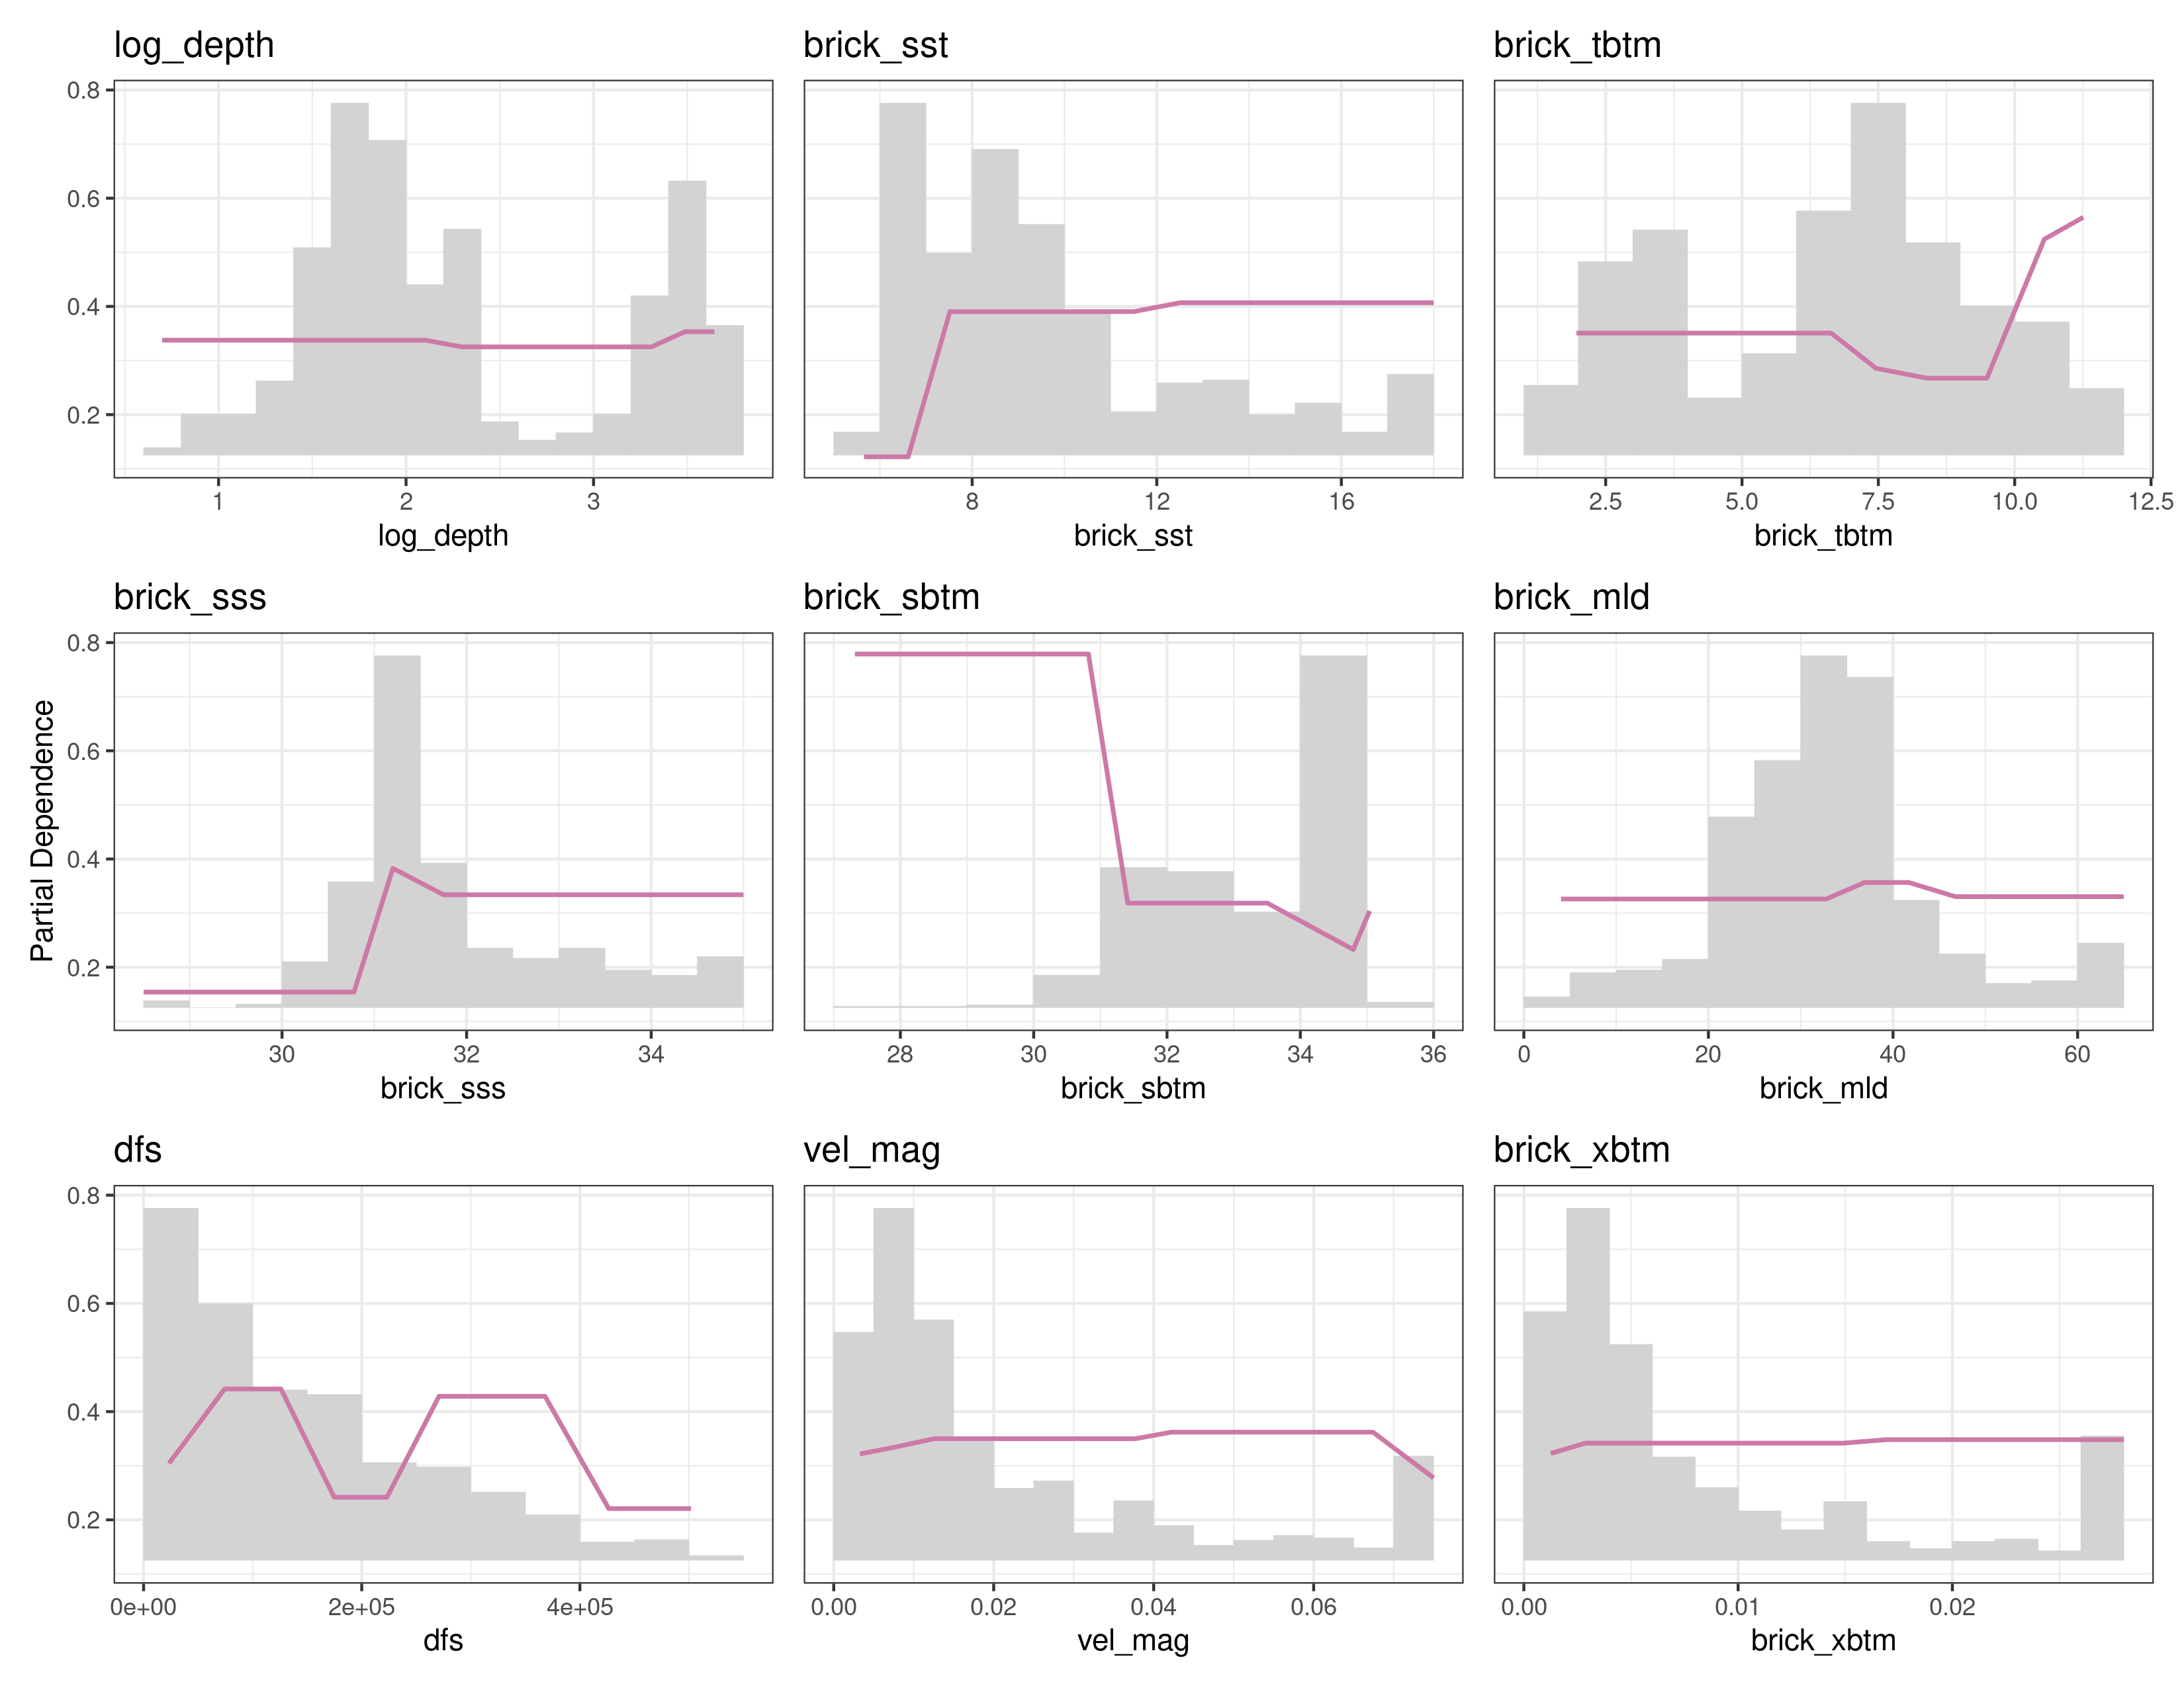 log_depth brick_sst brick_tbtm
0.8
0.6
0.4
0.2
1 2 3 8 12 16 2.5 5.0 7.5 10.0 12.5
log_depth brick_sst brick_tbtm
brick_sss brick_sbtm brick_mld
Partial Dependence
0.8
0.6
0.4
0.2
30 32 34 28 30 32 34 36 0 20 40 60
brick_sss brick_sbtm brick_mld
dfs vel_mag brick_xbtm
0.8
0.6
0.4
0.2
0e+00 2e+05 4e+05 0.00 0.02 0.04 0.06 0.00 0.01 0.02
dfs vel_mag brick_xbtm